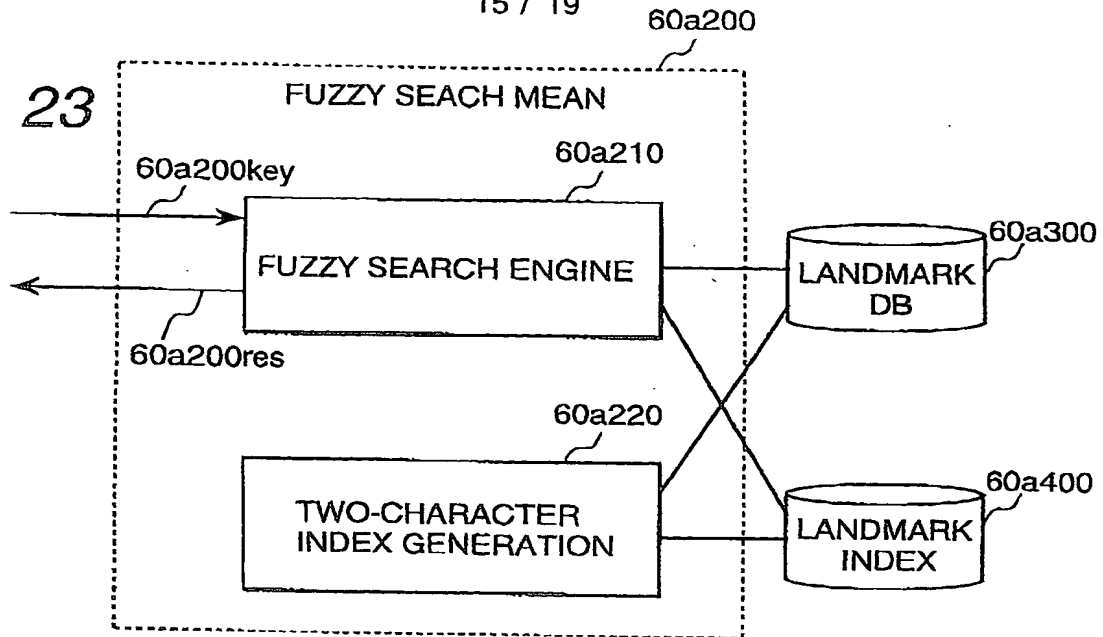 15 / 19
60a200
23
FUZZY SEACH MEAN
60a200key
60a210
FUZZY SEARCH ENGINE
60a200res
60a300
LANDMARK
DB
60a220
TWO-CHARACTER
INDEX GENERATION
60a400
LANDMARK
INDEX